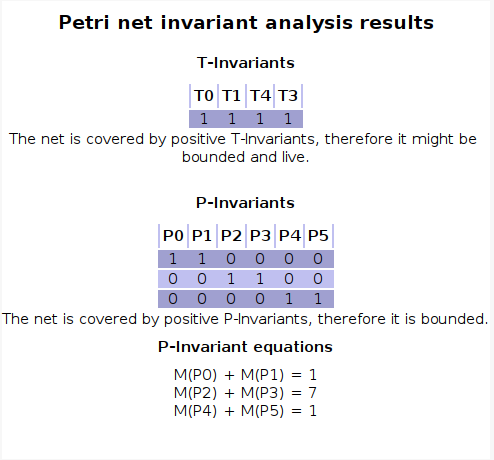 Petri net invariant analysis results
T-Invariants
T0 T1 T4 T3
1 1 1 1
The net is covered by positive T-Invariants, therefore it might be
bounded and live.
P-Invariants
P0 P1 P2 P3 P4 P5
1 1 0 0 0 0
0 0 1 1 0 0
0 0 0 0 1 1
The net is covered by positive P-Invariants, therefore it is bounded.
P-Invariant equations
M(P0) + M(P1) = 1
M(P2) + M(P3) = 7
M(P4) + M(P5) = 1